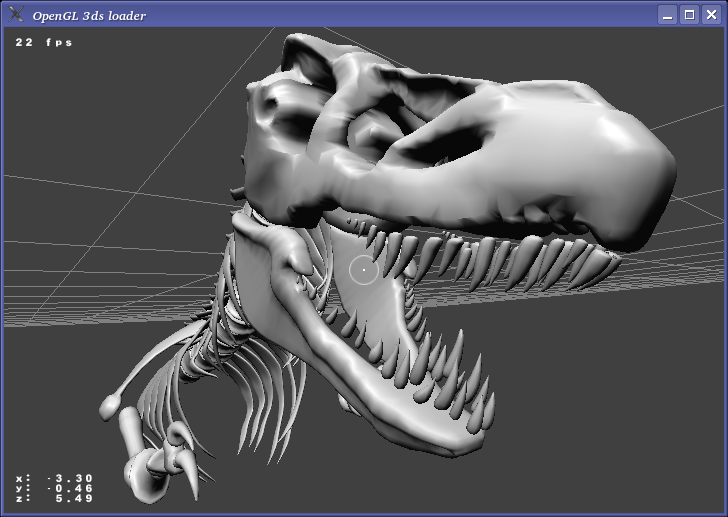 OpenGL 3ds loader
22 fps
x: -3.30
y: -0.46
z: 5.49